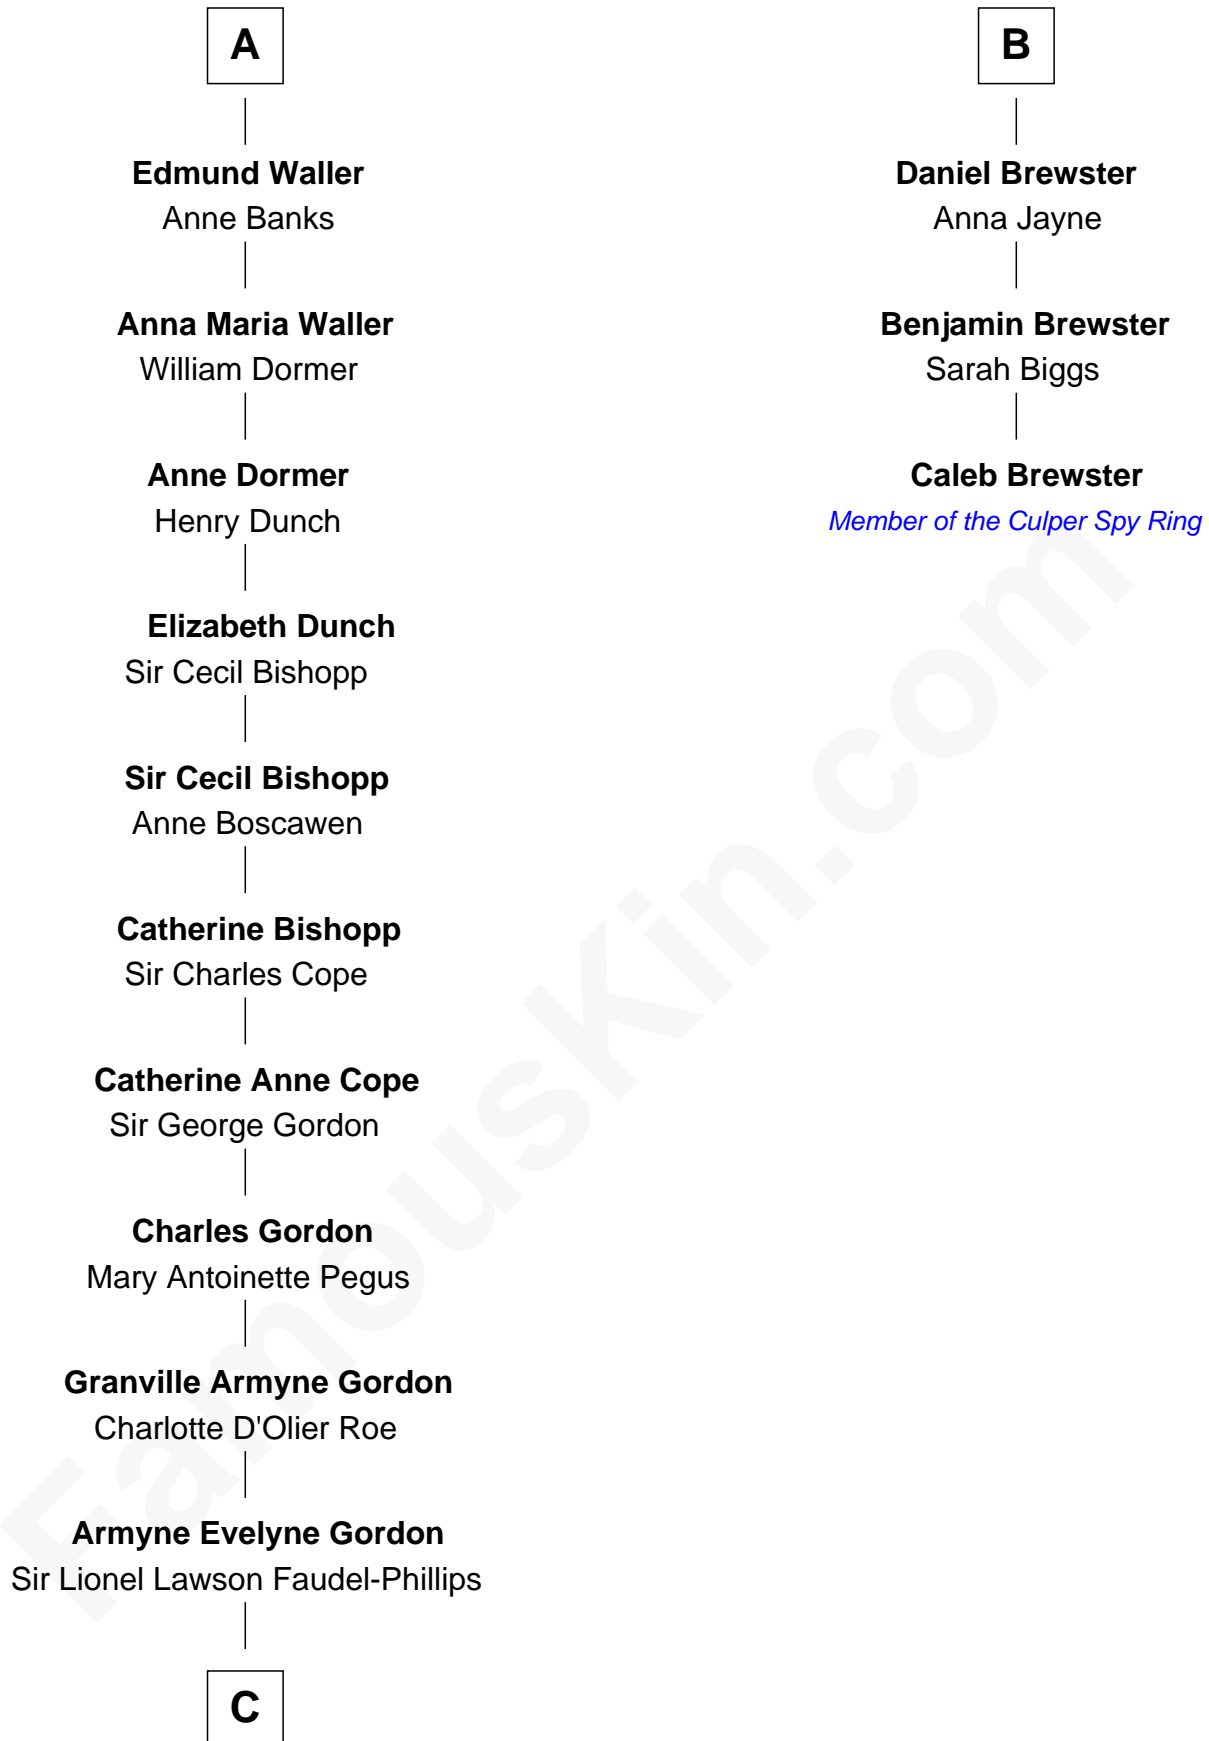 A
Edmund Waller
Anne Banks
Anna Maria Waller
William Dormer
Anne Dormer
Henry Dunch
Elizabeth Dunch
Sir Cecil Bishopp
Sir Cecil Bishopp
Anne Boscawen
Catherine Bishopp
Sir Charles Cope
Catherine Anne Cope
Sir George Gordon
Charles Gordon
Mary Antoinette Pegus
Granville Armyne Gordon
Charlotte D'Olier Roe
Armyne Evelyne Gordon
Sir Lionel Lawson Faudel-Phillips
C
B
Daniel Brewster
Anna Jayne
Benjamin Brewster
Sarah Biggs
Caleb Brewster
Member of the Culper Spy Ring
FamousKin.com